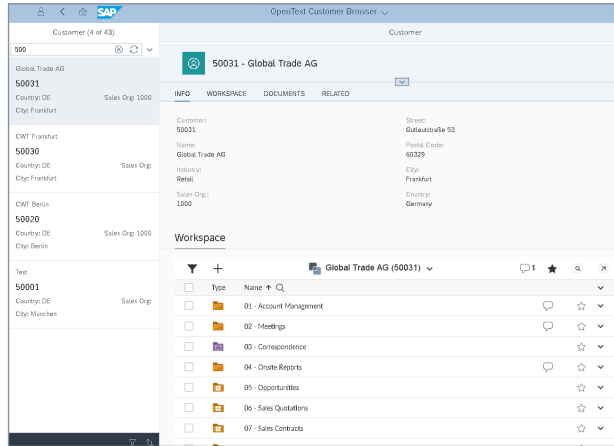 SAP
OpenText Customer Browser
Customer (4 of 43)
500
Global Trade AG
50031
Country: DE Sales Org: 1000
City: Frankfurt
CWT Frankfurt
50030
Country: DE Sales Org:
City: Frankfurt
CWT Berlin
50020
Country: DE Sales Org: 1000
City: Berlin
Test
50001
Country: DE Sales Org:
City: München
Customer
50031 - Global Trade AG
INFO WORKSPACE DOCUMENTS RELATED
Customer: Street:
50031 Gutleutstraße 53
Name: Postal Code:
Global Trade AG 60329
Industry: City:
Retail Frankfurt
Sales Org.: Country:
1000 Germany
Workspace
Global Trade AG (50031) 1
Type Name
01 - Account Management
02 - Meetings
03 - Correspondence
04 - Onsite Reports
05 - Opportunities
06 - Sales Quotations
07 - Sales Contracts